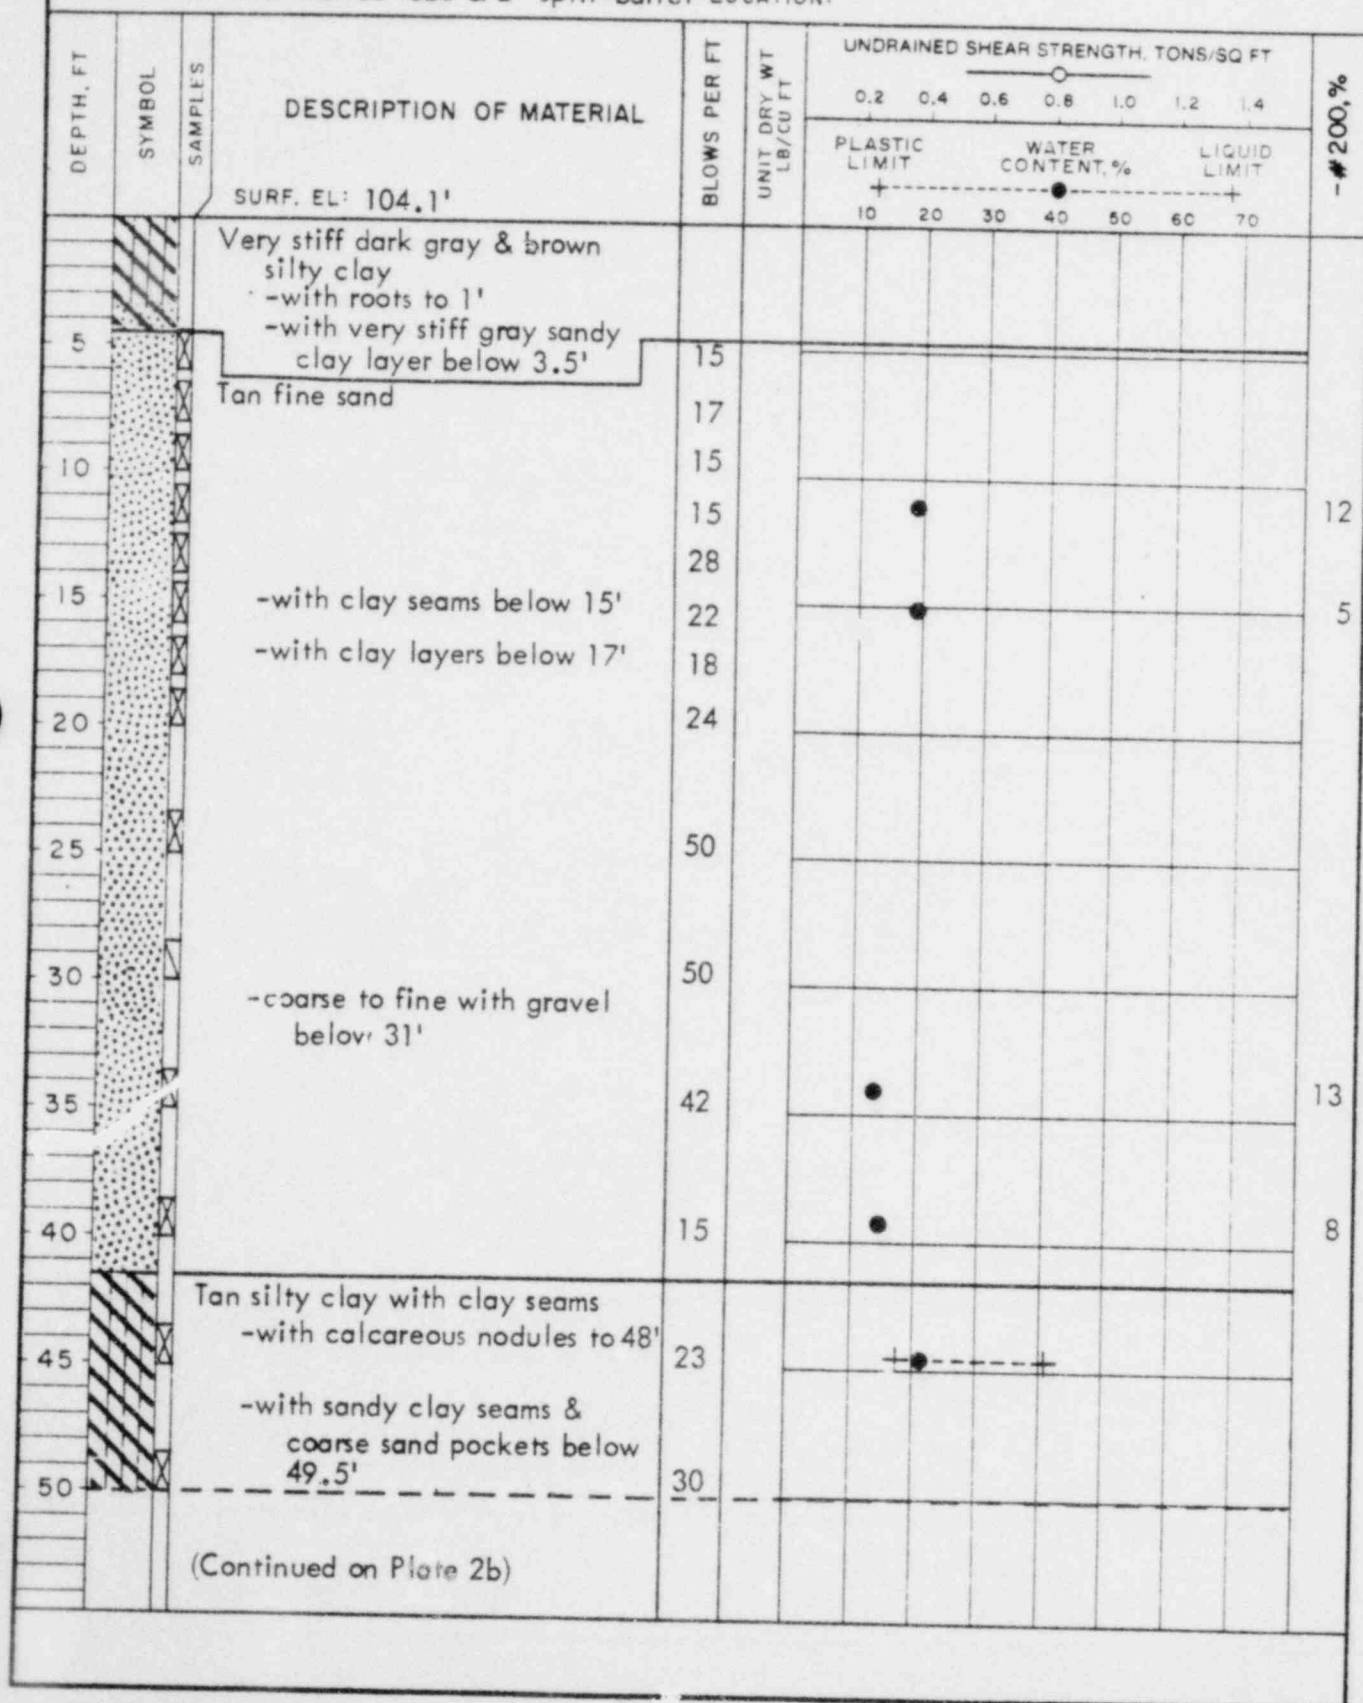 split barrel LOCATION:
DEPTH, FT
SYMBOL
SAMPLES
DESCRIPTION OF MATERIAL
SURF. EL: 104.1'
BLOWS PER FT
UNIT DRY WT
LB/CU FT
UNDRAINED SHEAR STRENGTH, TONS/SQ FT
0.2 0.4 0.6 0.8 1.0 1.2 1.4
PLASTIC LIMIT
WATER CONTENT, %
LIQUID LIMIT
10 20 30 40 50 60 70
-#200,%
Very stiff dark gray & brown
silty clay
-with roots to 1'
-with very stiff gray sandy
5
clay layer below 3.5'
15
Tan fine sand
17
10
15
15
12
28
15
-with clay seams below 15'
22
5
-with clay layers below 17'
18
20
24
25
50
30
50
-coarse to fine with gravel
below 31'
35
42
13
40
15
8
Tan silty clay with clay seams
-with calcareous nodules to 48'
45
23
-with sandy clay seams &
coarse sand pockets below
49.5'
50
30
(Continued on Plate 2b)